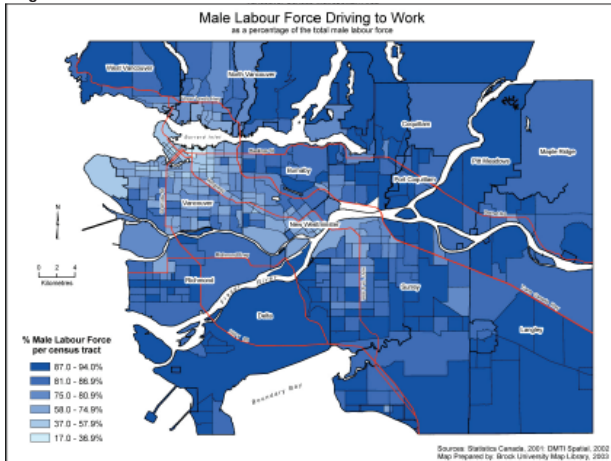 Male Labour Force Driving to Work
as a percentage of the total male labour force
West Vancouver
North Vancouver
Burrard Inlet
Coquitlam
Pitt Meadows
Maple Ridge
Burnaby
Port Coquitlam
Vancouver
New Westminster
N
0 2 4
Kilometres
Richmond
Fraser River
Surrey
Delta
Langley
Boundary Bay
% Male Labour Force
per census tract
87.0 - 94.0%
81.0 - 86.9%
75.0 - 80.9%
58.0 - 74.9%
37.0 - 57.9%
17.0 - 36.9%
Sources: Statistics Canada, 2001: DMTI Spatial, 2002
Map Prepared by: Brock University Map Library, 2003